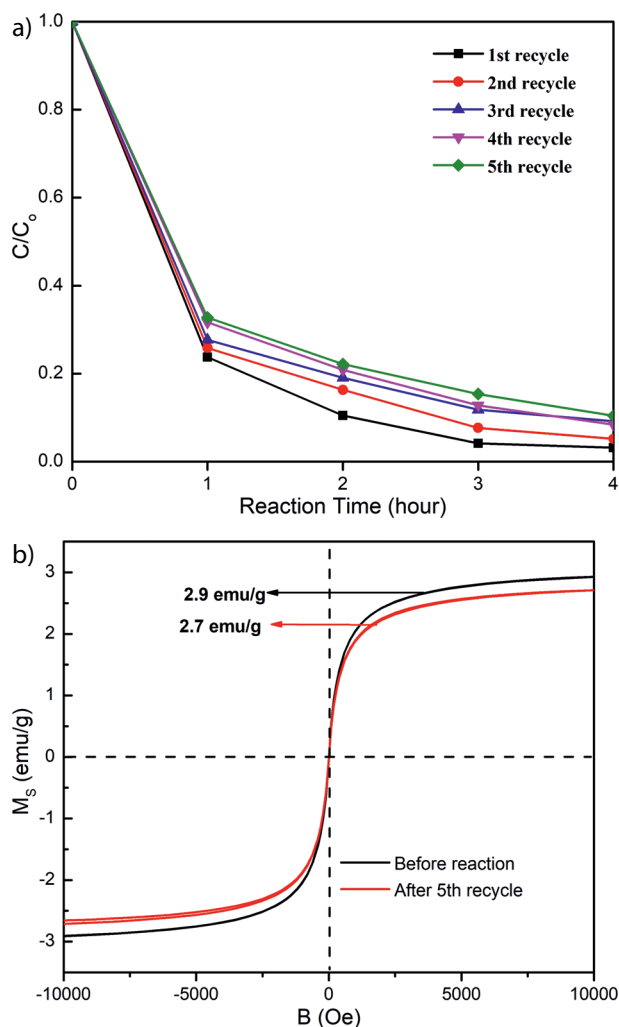 a)
1.0
0.8
0.6
0.4
0.2
0.0
C/Co
0
1
2
3
4
Reaction Time (hour)
1st recycle
2nd recycle
3rd recycle
4th recycle
5th recycle
b)
3
2
1
0
-1
-2
-3
MS (emu/g)
2.9 emu/g
2.7 emu/g
Before reaction
After 5th recycle
-10000
-5000
0
5000
10000
B (Oe)